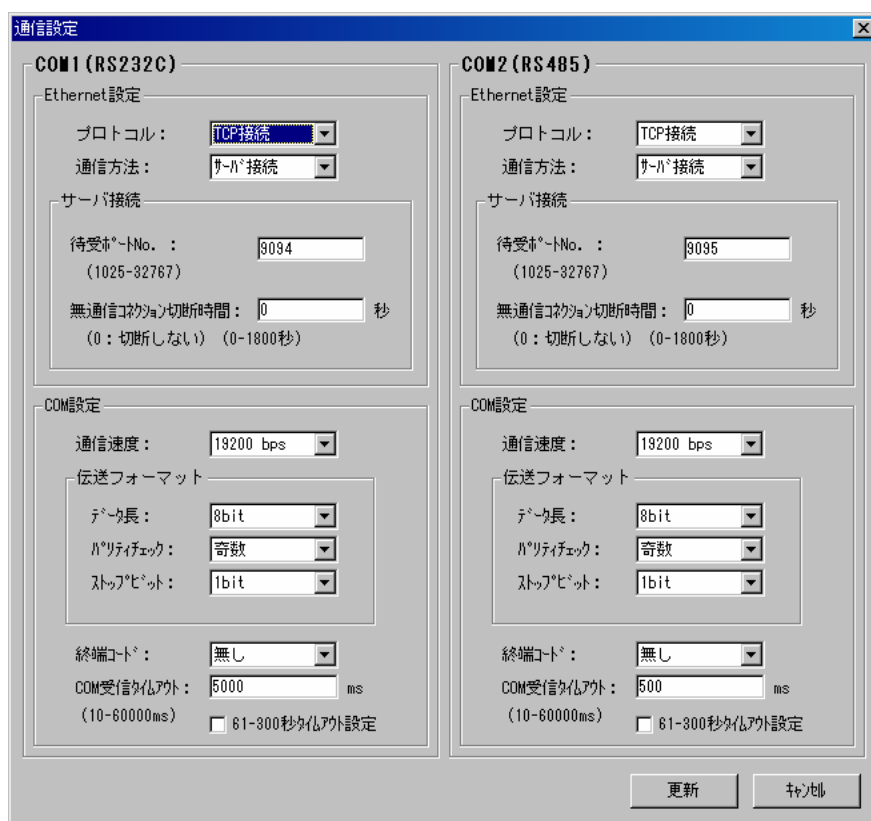 通信設定
COM1(RS232C)
Ethernet設定
プロトコル：
TCP接続
通信方法：
ｻｰﾊﾞ接続
サーバ接続
待受ﾎﾟｰﾄNo. ：
9094
(1025-32767)
無通信ｺﾈｸｼｮﾝ切断時間：
0
秒
(0：切断しない) (0-1800秒)
COM設定
通信速度：
19200 bps
伝送フォーマット
ﾃﾞｰﾀ長：
8bit
ﾊﾟﾘﾃｨﾁｪｯｸ：
奇数
ｽﾄｯﾌﾟﾋﾞｯﾄ：
1bit
終端ｺｰﾄﾞ：
無し
COM受信ﾀｲﾑｱｳﾄ：
5000
ms
(10-60000ms)
61-300秒ﾀｲﾑｱｳﾄ設定
COM2(RS485)
Ethernet設定
プロトコル：
TCP接続
通信方法：
ｻｰﾊﾞ接続
サーバ接続
待受ﾎﾟｰﾄNo. ：
9095
(1025-32767)
無通信ｺﾈｸｼｮﾝ切断時間：
0
秒
(0：切断しない) (0-1800秒)
COM設定
通信速度：
19200 bps
伝送フォーマット
ﾃﾞｰﾀ長：
8bit
ﾊﾟﾘﾃｨﾁｪｯｸ：
奇数
ｽﾄｯﾌﾟﾋﾞｯﾄ：
1bit
終端ｺｰﾄﾞ：
無し
COM受信ﾀｲﾑｱｳﾄ：
500
ms
(10-60000ms)
61-300秒ﾀｲﾑｱｳﾄ設定
更新
ｷｬﾝｾﾙ